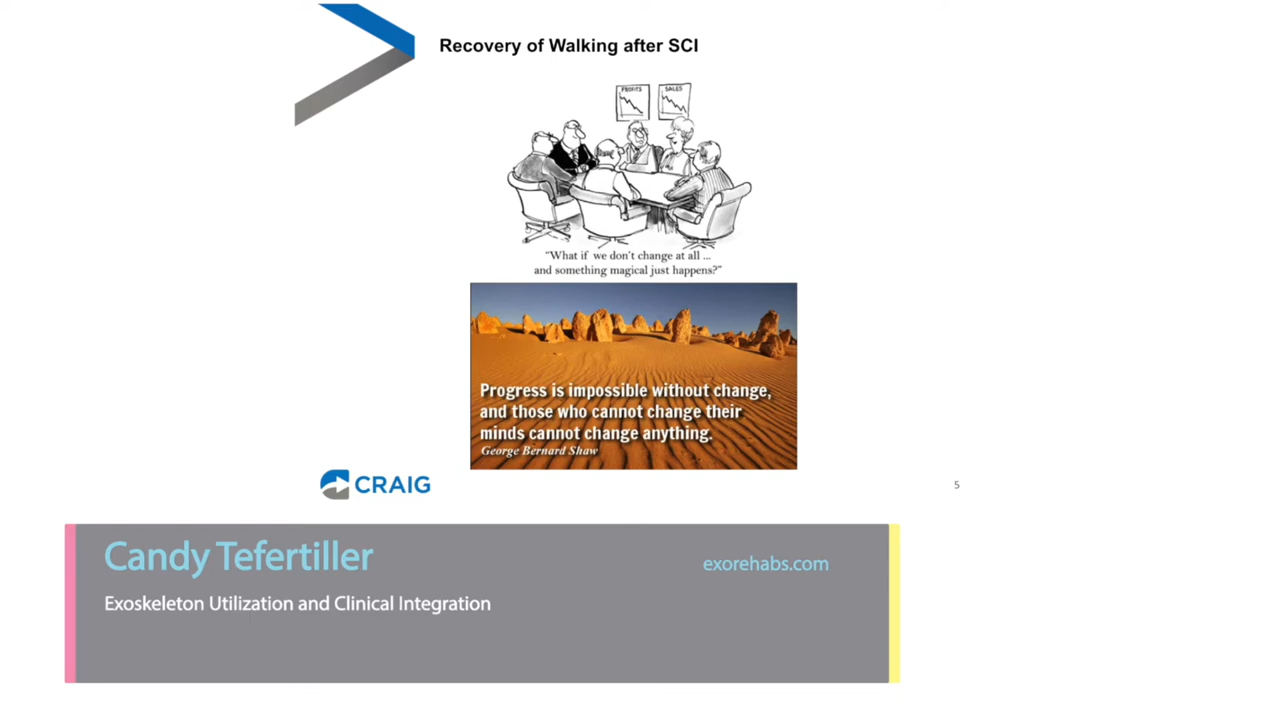 Recovery of Walking after SCI
PROFITS
SALES
“What if we don’t change at all ...
and something magical just happens?”
Progress is impossible without change,
and those who cannot change their
minds cannot change anything.
George Bernard Shaw
CRAIG
5
Candy Tefertiller
exorehabs.com
Exoskeleton Utilization and Clinical Integration